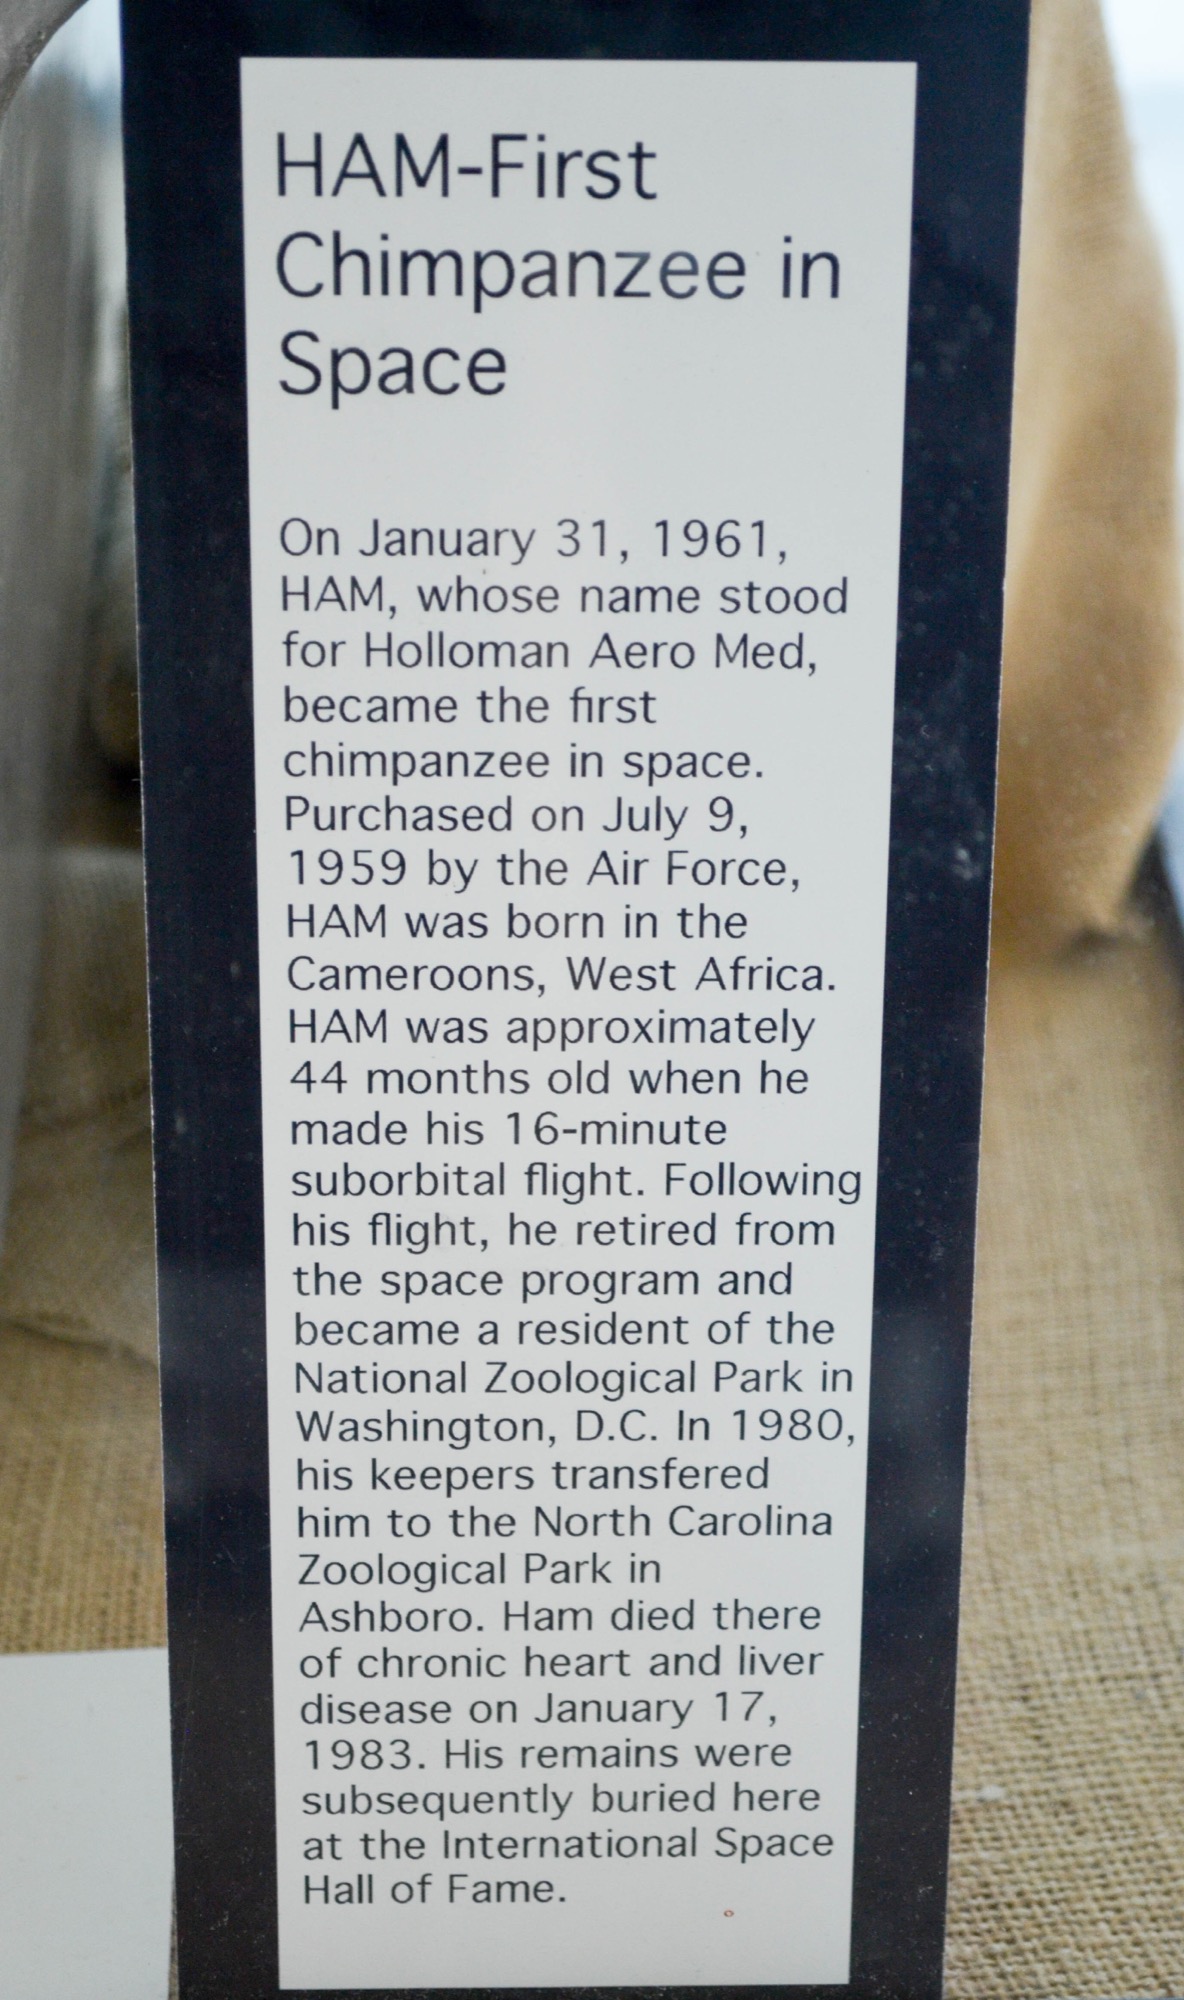 HAM-First
Chimpanzee in
Space
On January 31, 1961,
HAM, whose name stood
for Holloman Aero Med,
became the first
chimpanzee in space.
Purchased on July 9,
1959 by the Air Force,
HAM was born in the
Cameroons, West Africa.
HAM was approximately
44 months old when he
made his 16-minute
suborbital flight. Following
his flight, he retired from
the space program and
became a resident of the
National Zoological Park in
Washington, D.C. In 1980,
his keepers transfered
him to the North Carolina
Zoological Park in
Ashboro. Ham died there
of chronic heart and liver
disease on January 17,
1983. His remains were
subsequently buried here
at the International Space
Hall of Fame.